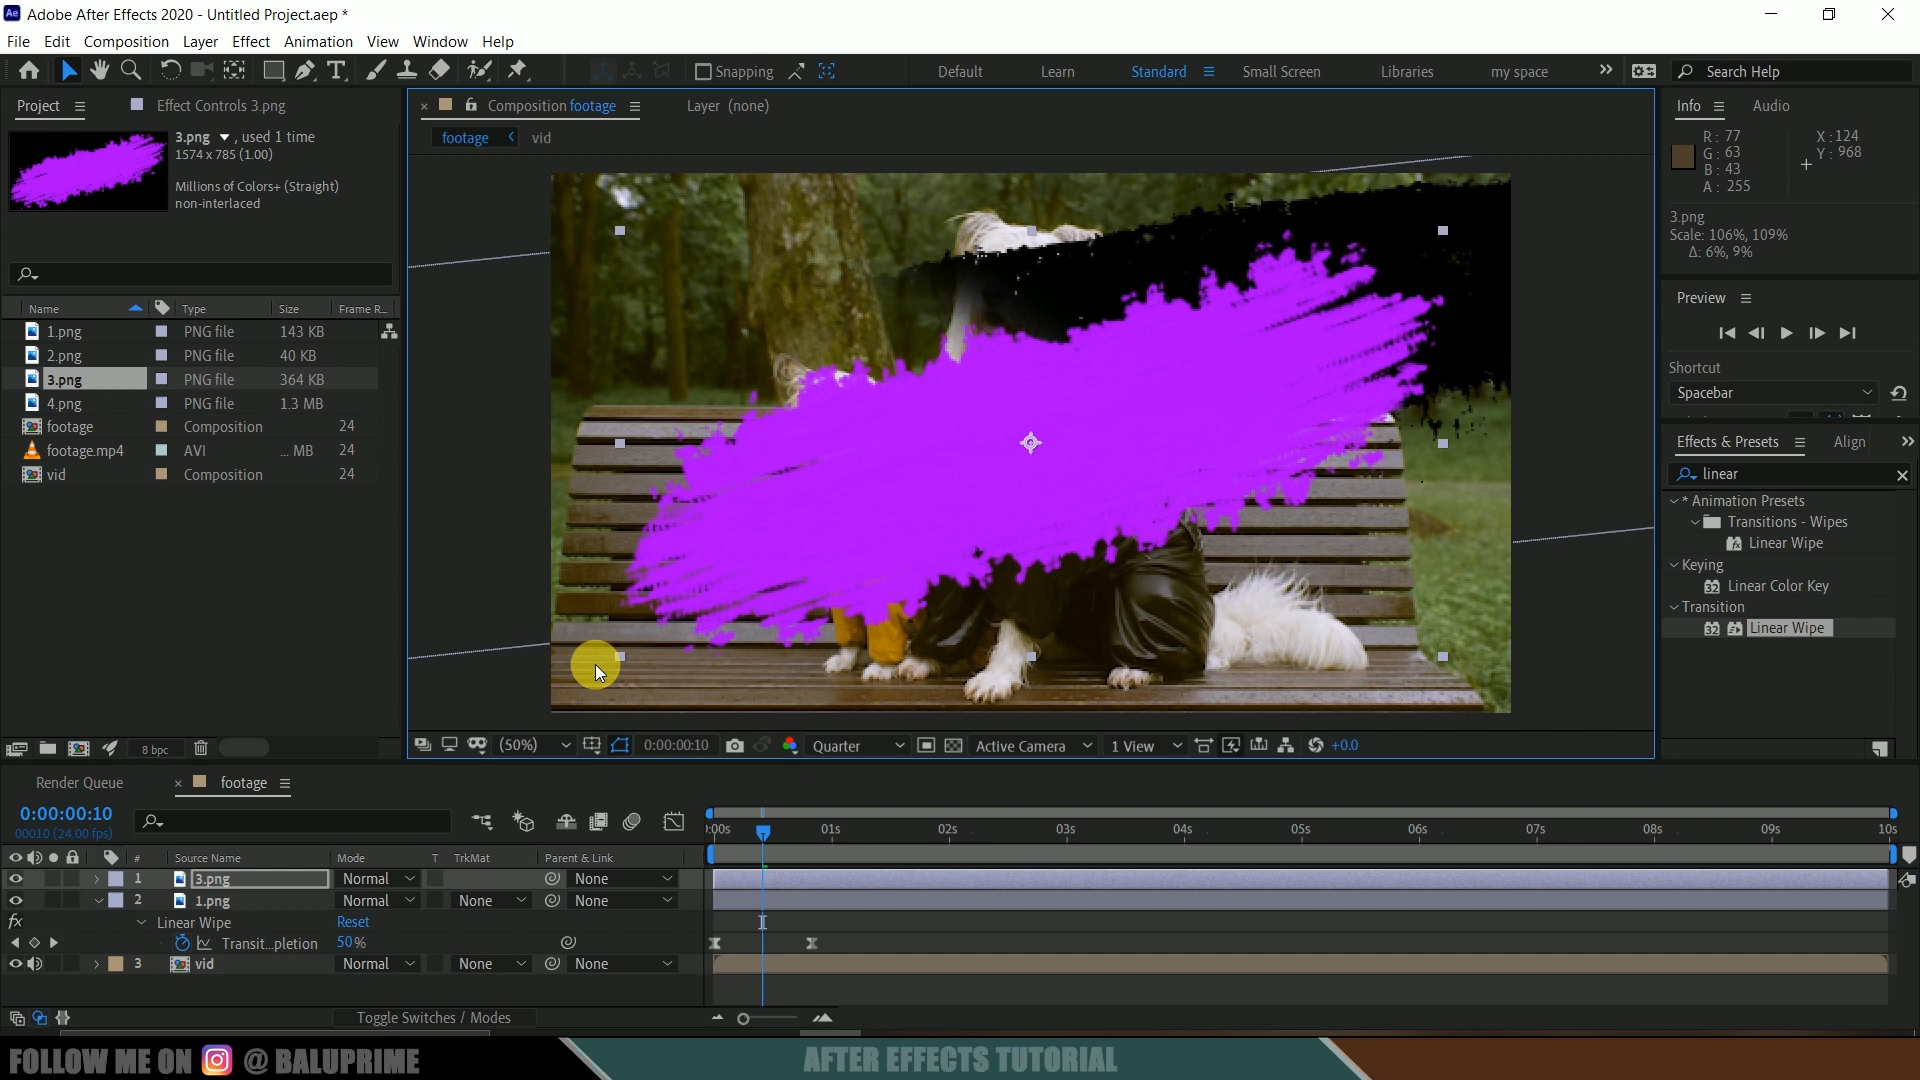 Ae Adobe After Effects 2020 - Untitled Project.aep *
File Edit Composition Layer Effect Animation View Window Help
Snapping Default Learn Standard Small Screen Libraries my space Search Help
Project Effect Controls 3.png
3.png , used 1 time
1574 x 785 (1.00)
Millions of Colors+ (Straight)
non-interlaced
Name Type Size Frame R...
1.png PNG file 143 KB
2.png PNG file 40 KB
3.png PNG file 364 KB
4.png PNG file 1.3 MB
footage Composition 24
footage.mp4 AVI ... MB 24
vid Composition 24
8 bpc
Composition footage Layer (none)
footage vid
(50%) 0:00:00:10 Quarter Active Camera 1 View +0.0
Info Audio
R: 77 X: 124
G: 63 Y: 968
B: 43
A: 255
3.png
Scale: 106%, 109%
Δ: 6%, 9%
Preview
Shortcut
Spacebar
Effects & Presets Align
linear
* Animation Presets
Transitions - Wipes
Linear Wipe
Keying
32 Linear Color Key
Transition
32 Linear Wipe
Render Queue footage
0:00:00:10
00010 (24.00 fps)
:00s 01s 02s 03s 04s 05s 06s 07s 08s 09s 10s
# Source Name Mode T TrkMat Parent & Link
1 3.png Normal None
2 1.png Normal None None
fx Linear Wipe Reset
Transit...pletion 50%
3 vid Normal None None
Toggle Switches / Modes
FOLLOW ME ON @ BALUPRIME AFTER EFFECTS TUTORIAL